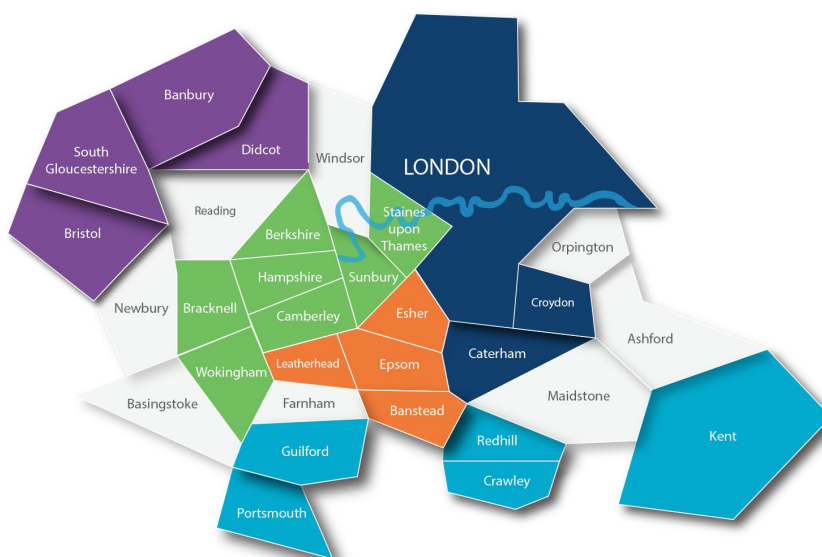 Banbury
South
Gloucestershire
Didcot
Windsor
LONDON
Bristol
Reading
Staines
upon
Thames
Berkshire
Orpington
Hampshire
Sunbury
Newbury
Bracknell
Camberley
Esher
Croydon
Ashford
Leatherhead
Epsom
Caterham
Wokingham
Basingstoke
Farnham
Banstead
Maidstone
Guilford
Redhill
Kent
Crawley
Portsmouth